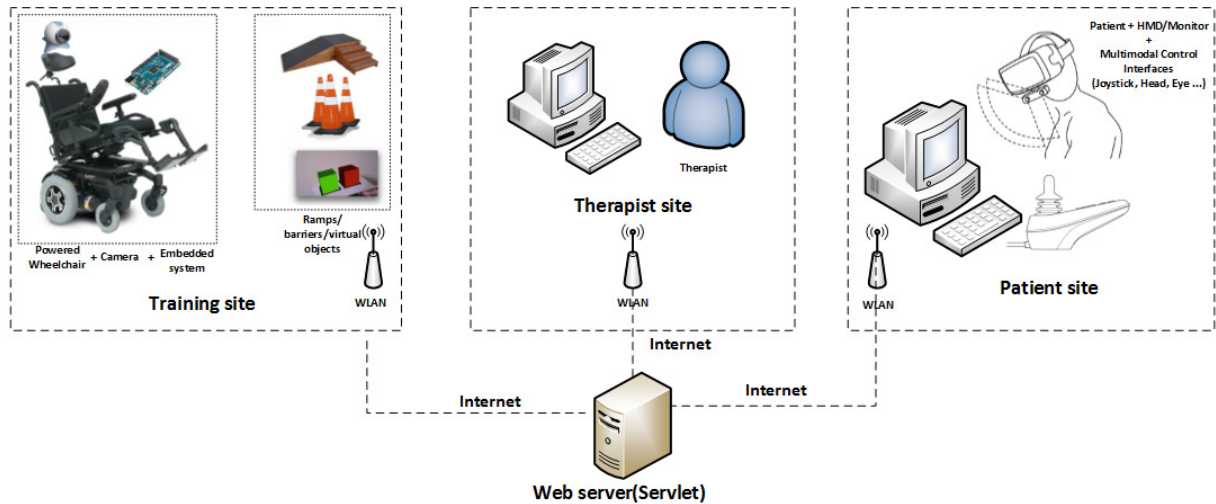 Powered
Wheelchair
+ Camera
+
Embedded
system
Ramps/
barriers/virtual
objects
WLAN
Training site
Therapist
Therapist site
WLAN
Patient + HMD/Monitor
+
Multimodal Control
Interfaces
(Joystick, Head, Eye ...)
WLAN
Patient site
Internet
Internet
Internet
Web server(Servlet)